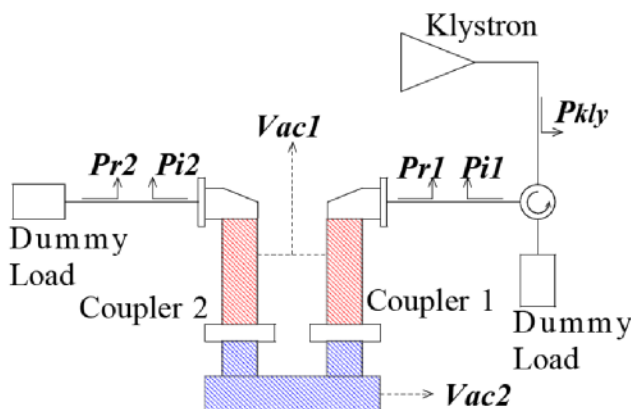 Klystron
Pkly
Vac1
Pr2
Pi2
Pr1
Pi1
Dummy
Load
Coupler 2
Coupler 1
Dummy
Load
Vac2